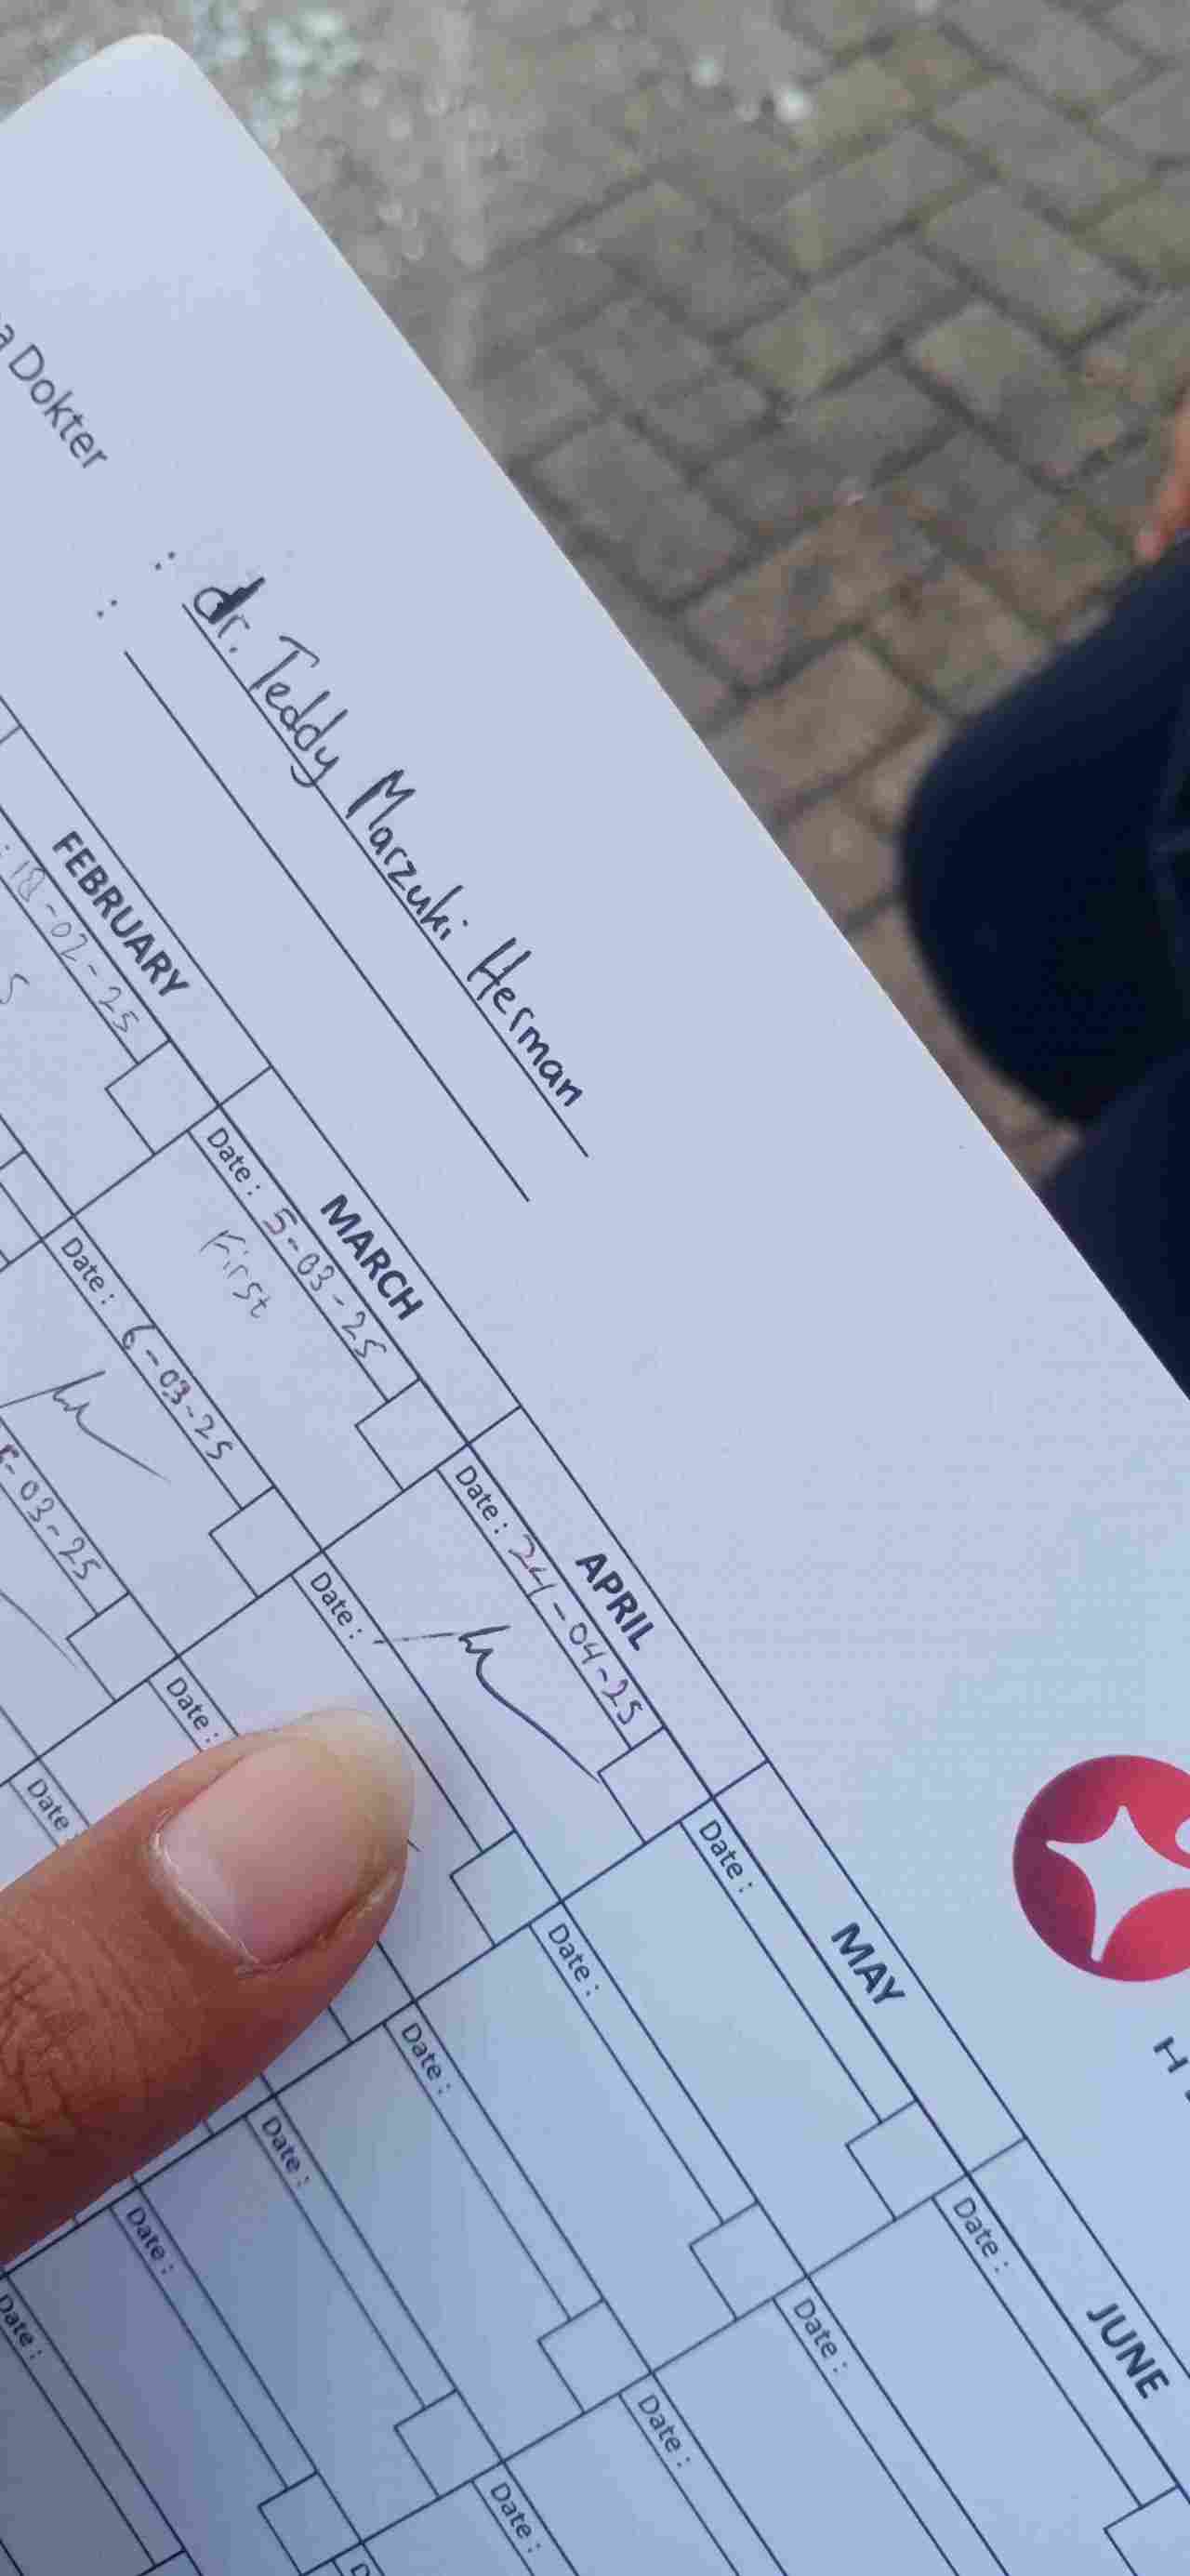 a Dokter : dr. Teddy Marzuki Herman
:
FEBRUARY MARCH APRIL MAY JUNE
: 18-02-25
Date : 5-03-25
Date : 24-04-25
Date :
Date :
S
First
Date : 6-03-25
Date :
Date :
Date :
-03-25
Date :
Date :
Date :
Date
Date :
Date :
Date :
Date :
H